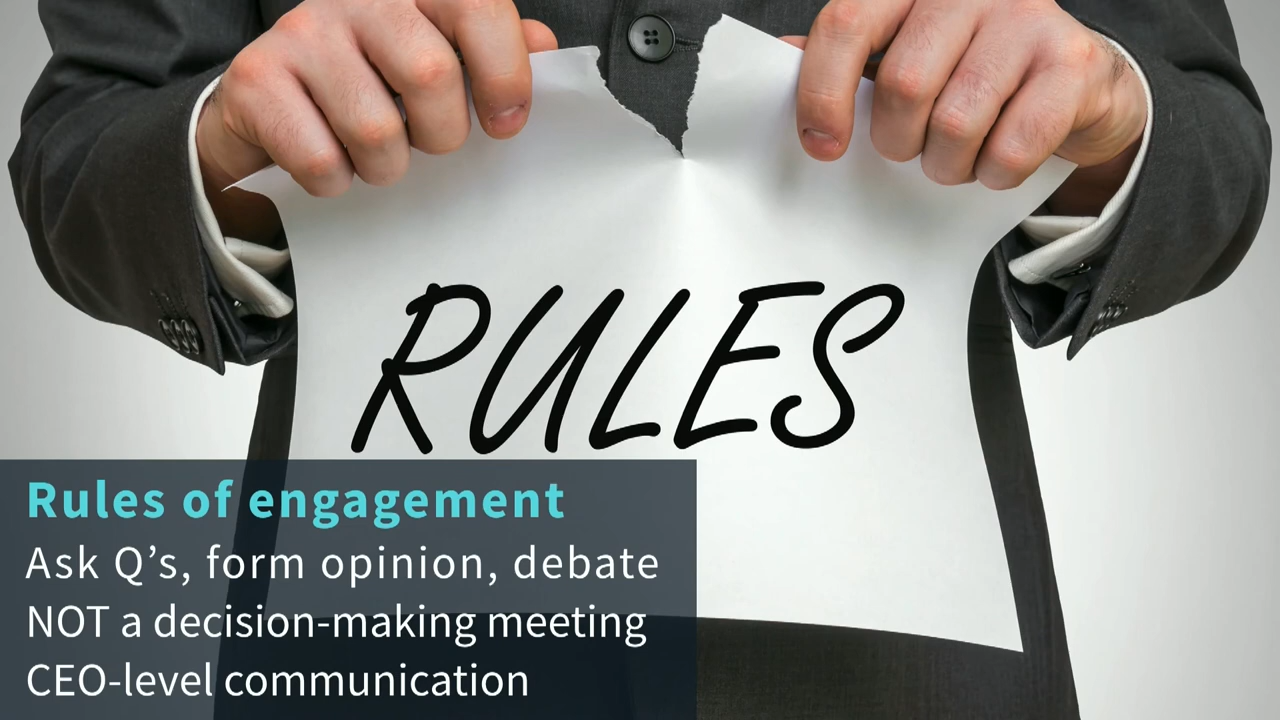 RULES
Rules of engagement
Ask Q’s, form opinion, debate
NOT a decision-making meeting
CEO-level communication